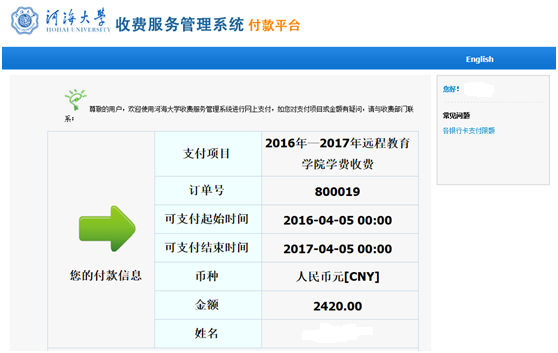 河海大学 收费服务管理系统 付款平台
HOHAI UNIVERSITY
English
尊敬的用户，欢迎使用河海大学收费服务管理系统进行网上支付，如您对支付项目或金额有疑问，请与收费部门联
系：
您好！
常见问题
各银行卡支付限额
您的付款信息
支付项目 2016年—2017年远程教育
学院学费收费
订单号 800019
可支付起始时间 2016-04-05 00:00
可支付结束时间 2017-04-05 00:00
币种 人民币元[CNY]
金额 2420.00
姓名